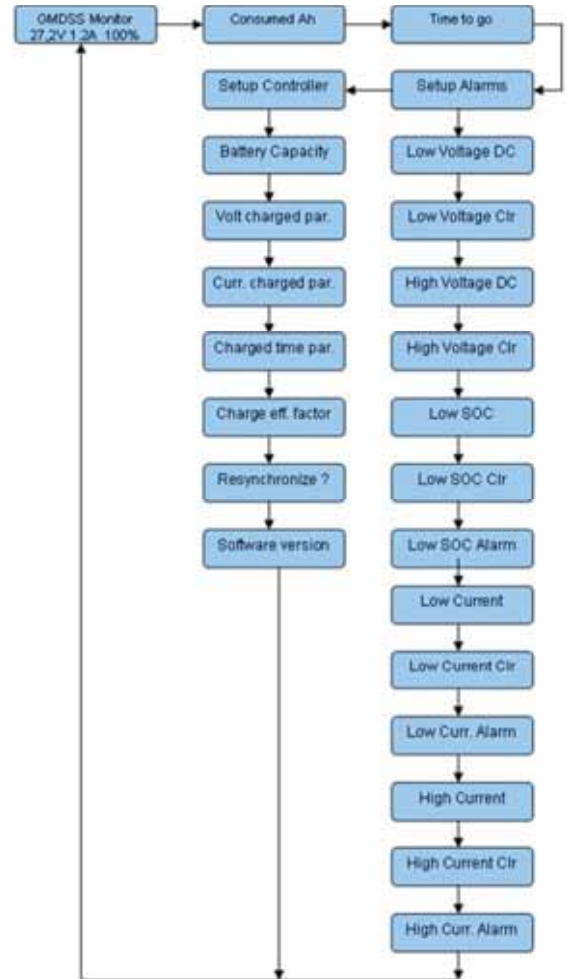 GMDSS Monitor
27,2V 1.2A 100%
Consumed Ah
Time to go
Setup Controller
Setup Alarms
Battery Capacity
Volt charged par.
Curr. charged par.
Charged time par.
Charge eff. factor
Resynchronize ?
Software version
Low Voltage DC
Low Voltage Clr
High Voltage DC
High Voltage Clr
Low SOC
Low SOC Clr
Low SOC Alarm
Low Current
Low Current Clr
Low Curr. Alarm
High Current
High Current Clr
High Curr. Alarm